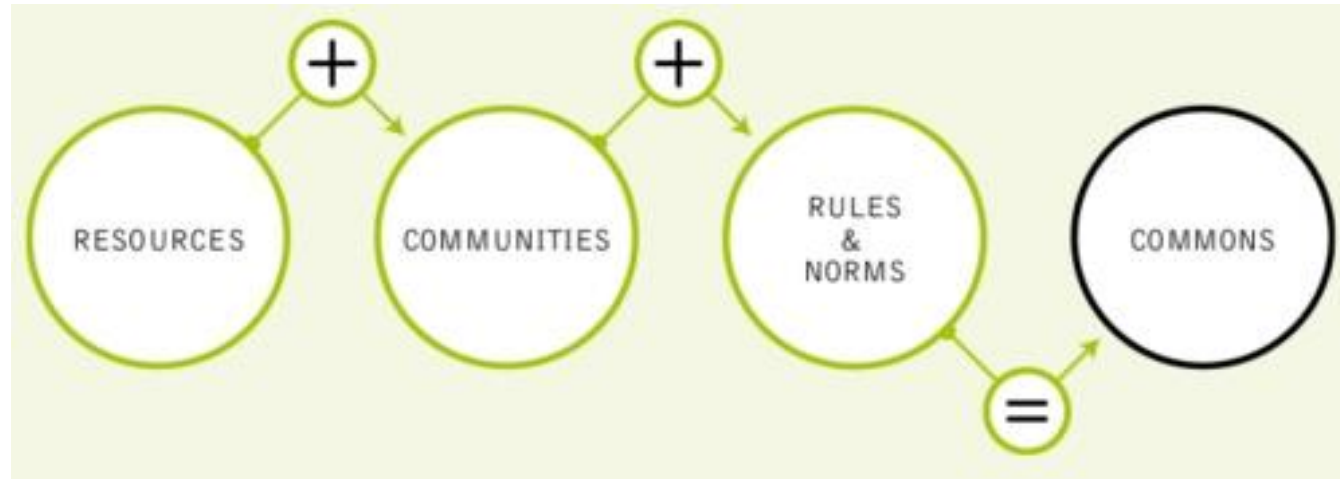 +
+
RESOURCES
COMMUNITIES
RULES
&
NORMS
COMMONS
=